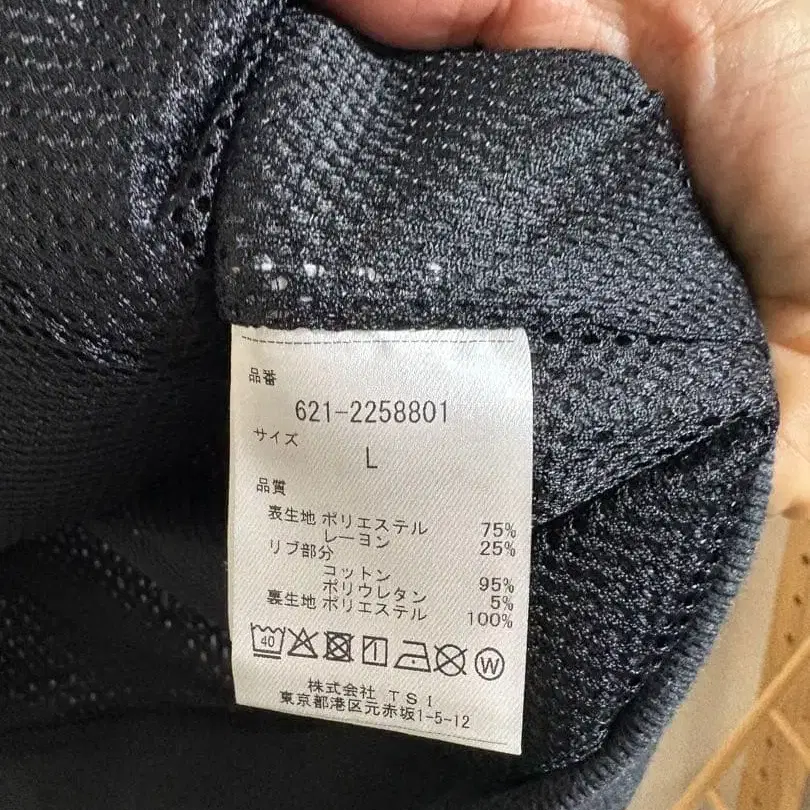 品番
621-2258801
サイズ
L
品質
表生地 ポリエステル 75%
レーヨン 25%
リブ部分
コットン 95%
ポリウレタン 5%
裏生地 ポリエステル 100%
40 W
株式会社 TSI
東京都港区元赤坂1-5-12